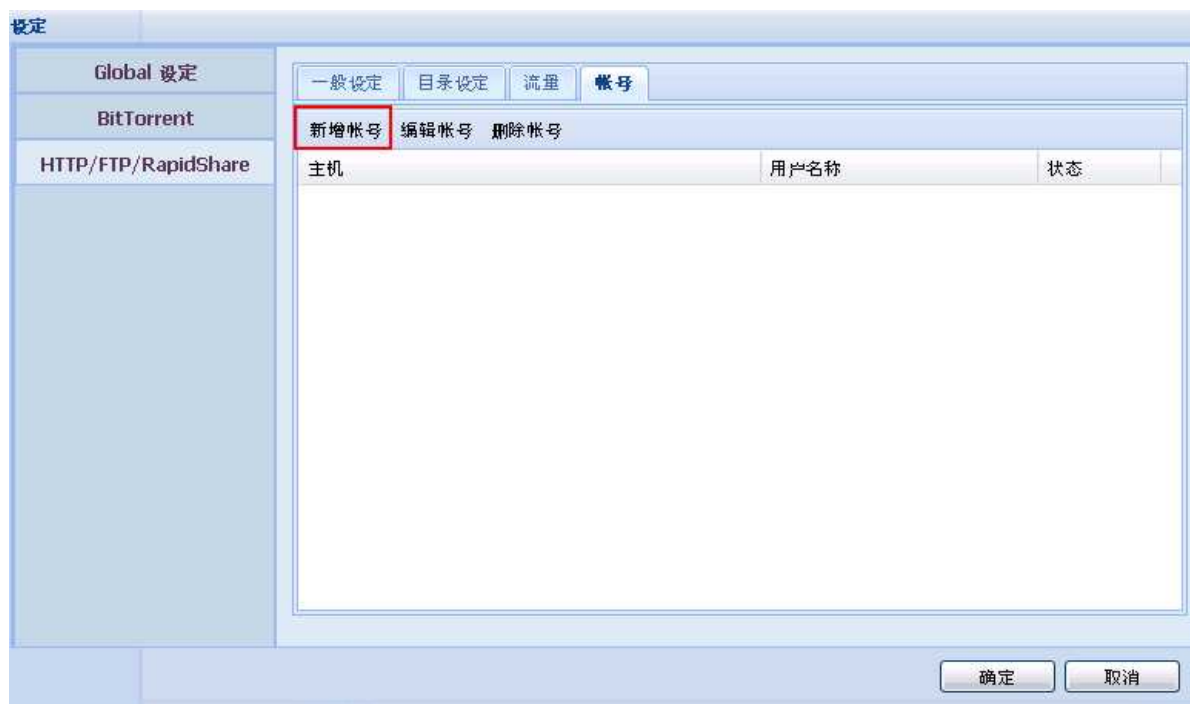 设定
Global 设定
BitTorrent
HTTP/FTP/RapidShare
一般设定 目录设定 流量 帐号
新增帐号 编辑帐号 删除帐号
主机 用户名称 状态
确定 取消